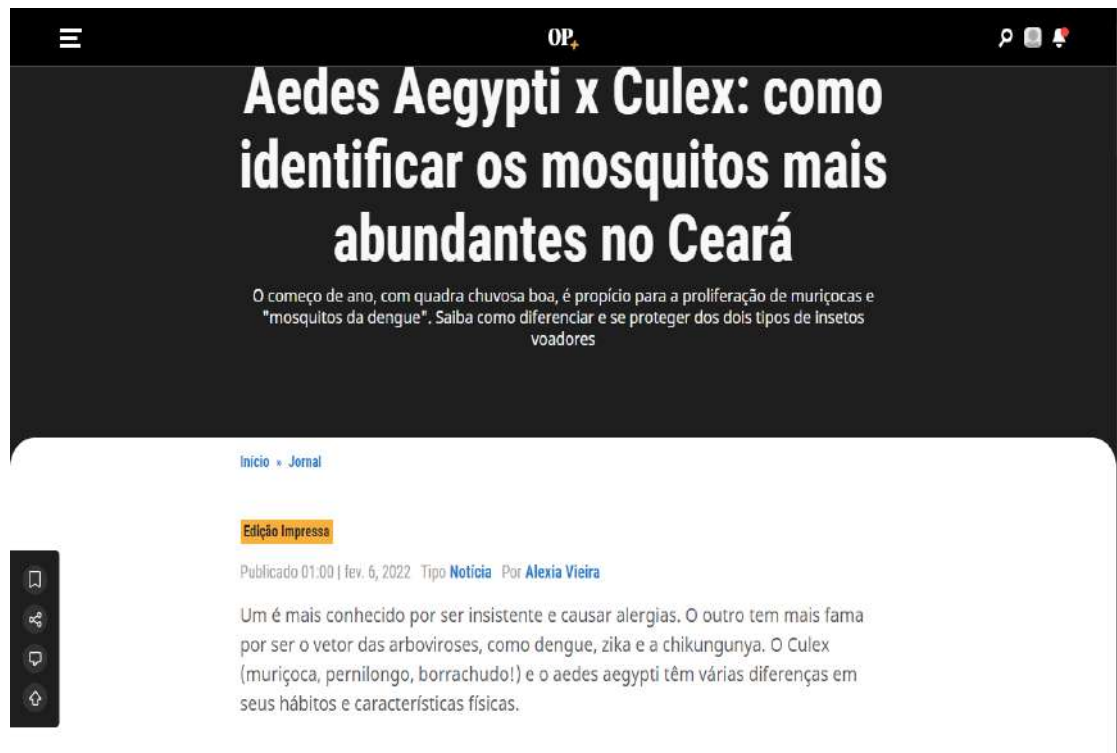 OP+
Aedes Aegypti x Culex: como
identificar os mosquitos mais
abundantes no Ceará
O começo de ano, com quadra chuvosa boa, é propício para a proliferação de muriçocas e
"mosquitos da dengue". Saiba como diferenciar e se proteger dos dois tipos de insetos
voadores
Início » Jornal
Edição Impressa
Publicado 01:00 | fev. 6, 2022 Tipo Notícia Por Alexia Vieira
Um é mais conhecido por ser insistente e causar alergias. O outro tem mais fama
por ser o vetor das arboviroses, como dengue, zika e a chikungunya. O Culex
(muriçoca, pernilongo, borrachudo!) e o aedes aegypti têm várias diferenças em
seus hábitos e características físicas.